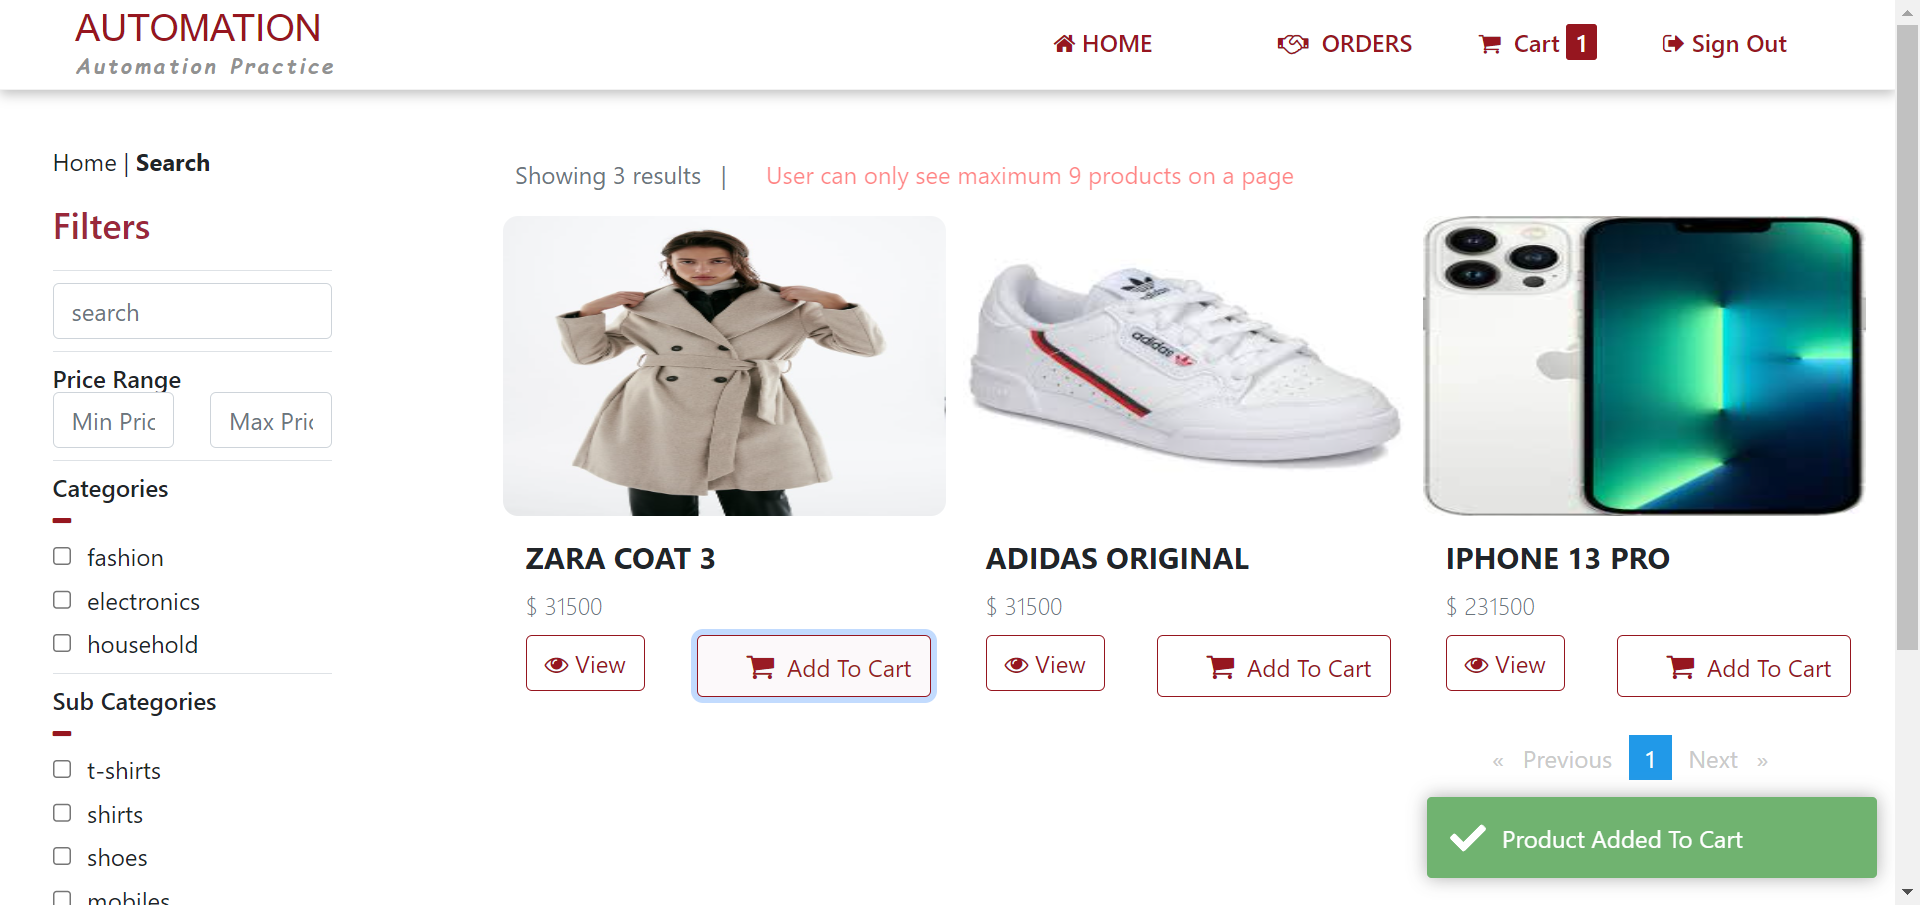 AUTOMATION
Automation Practice
HOME
ORDERS
Cart 1
Sign Out
Home | Search
Showing 3 results |
User can only see maximum 9 products on a page
Filters
search
Price Range
Min Pric
Max Pric
Categories
fashion
electronics
household
Sub Categories
t-shirts
shirts
shoes
mobiles
adidas
adidas
ZARA COAT 3
$ 31500
View
Add To Cart
ADIDAS ORIGINAL
$ 31500
View
Add To Cart
IPHONE 13 PRO
$ 231500
View
Add To Cart
« Previous 1 Next »
Product Added To Cart